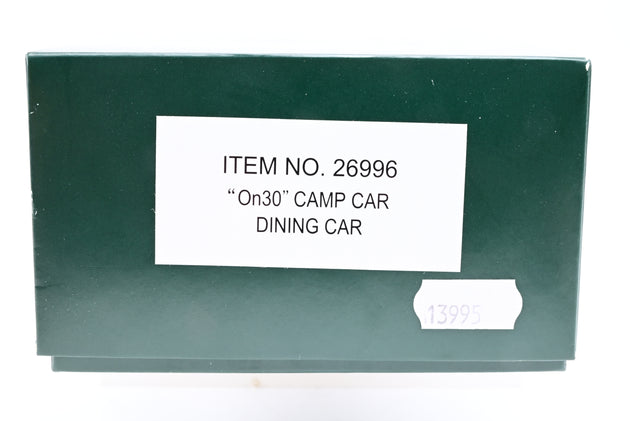 ITEM NO. 26996
“On30” CAMP CAR
DINING CAR
13995